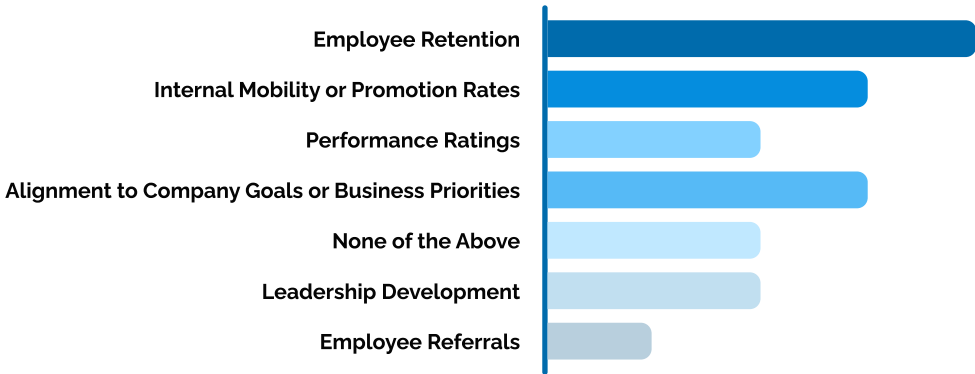 Employee Retention
Internal Mobility or Promotion Rates
Performance Ratings
Alignment to Company Goals or Business Priorities
None of the Above
Leadership Development
Employee Referrals